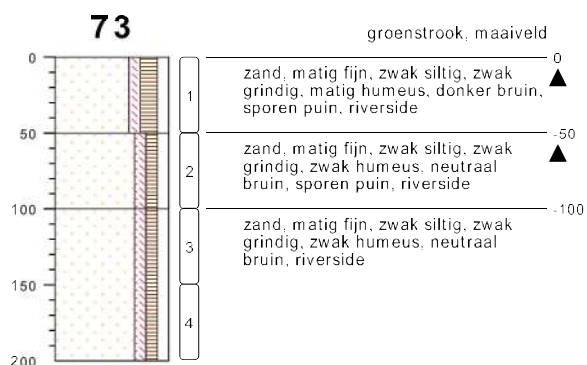 73
groenstrook, maaiveld
0
0
1
zand, matig fijn, zwak siltig, zwak
grindig, matig humeus, donker bruin,
sporen puin, riverside
50
-50
2
zand, matig fijn, zwak siltig, zwak
grindig, zwak humeus, neutraal
bruin, sporen puin, riverside
100
-100
3
zand, matig fijn, zwak siltig, zwak
grindig, zwak humeus, neutraal
bruin, riverside
150
4
200